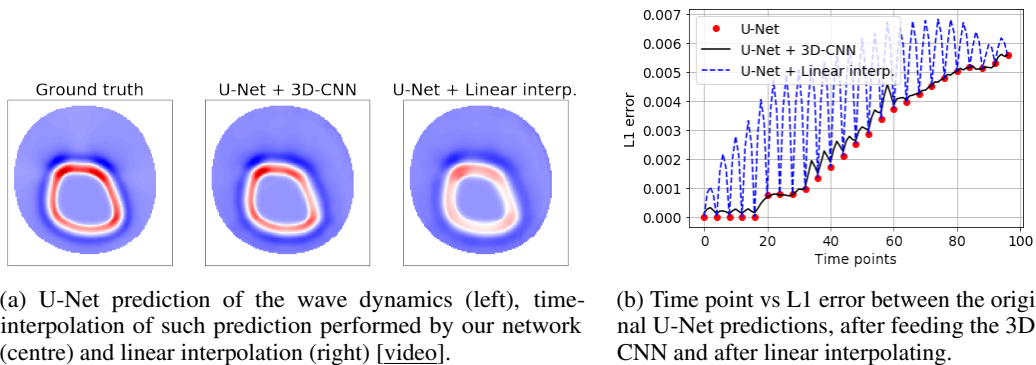 Ground truth
U-Net + 3D-CNN
U-Net + Linear interp.
(a) U-Net prediction of the wave dynamics (left), time-
interpolation of such prediction performed by our network
(centre) and linear interpolation (right) [video].
0.007
0.006
0.005
0.004
0.003
0.002
0.001
0.000
L1 error
U-Net
U-Net + 3D-CNN
U-Net + Linear interp.
0 20 40 60 80 100
Time points
(b) Time point vs L1 error between the origi
nal U-Net predictions, after feeding the 3D
CNN and after linear interpolating.